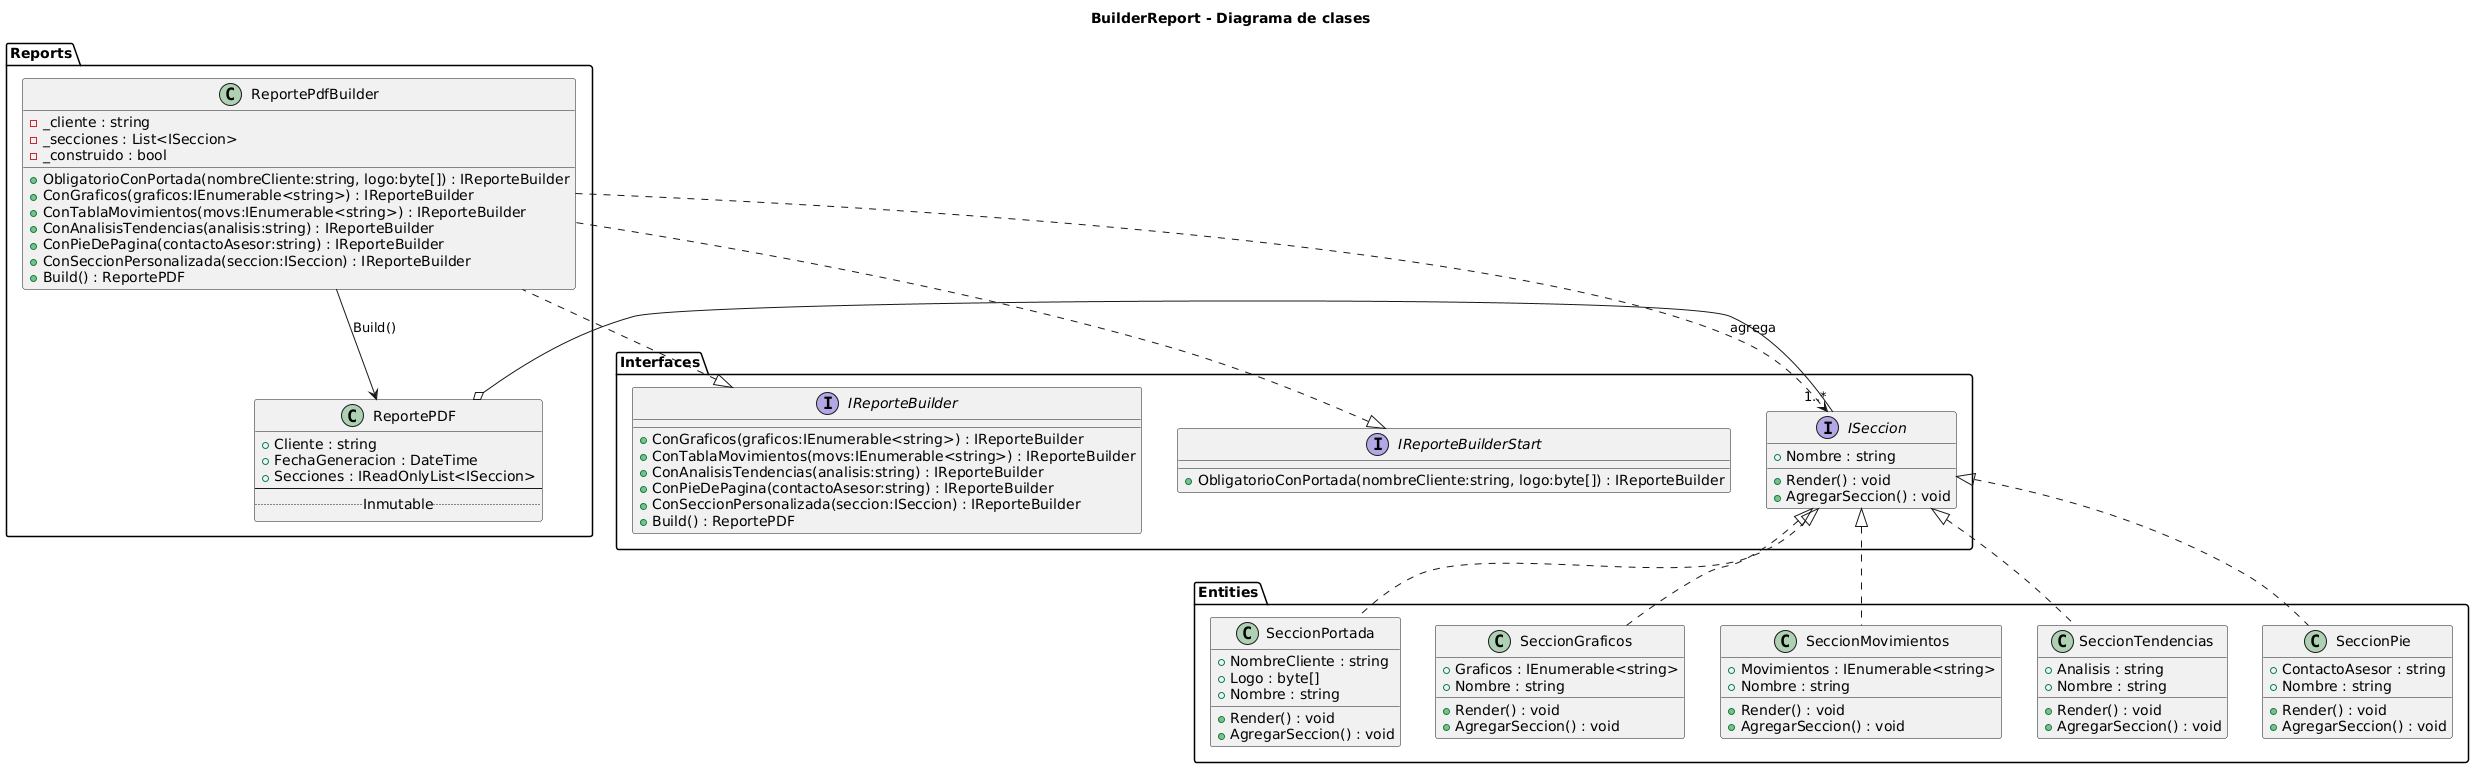 BuilderReport - Diagrama de clases
Reports
ReportePdfBuilder
_cliente : string
_secciones : List<ISeccion>
_construido : bool
ObligatorioConPortada(nombreCliente:string, logo:byte[]) : IReporteBuilder
ConGraficos(graficos:IEnumerable<string>) : IReporteBuilder
ConTablaMovimientos(movs:IEnumerable<string>) : IReporteBuilder
ConAnalisisTendencias(analisis:string) : IReporteBuilder
ConPieDePagina(contactoAsesor:string) : IReporteBuilder
ConSeccionPersonalizada(seccion:ISeccion) : IReporteBuilder
Build() : ReportePDF
Build()
agrega
1..*
ReportePDF
Cliente : string
FechaGeneracion : DateTime
Secciones : IReadOnlyList<ISeccion>
Inmutable
Interfaces
IReporteBuilder
ConGraficos(graficos:IEnumerable<string>) : IReporteBuilder
ConTablaMovimientos(movs:IEnumerable<string>) : IReporteBuilder
ConAnalisisTendencias(analisis:string) : IReporteBuilder
ConPieDePagina(contactoAsesor:string) : IReporteBuilder
ConSeccionPersonalizada(seccion:ISeccion) : IReporteBuilder
Build() : ReportePDF
IReporteBuilderStart
ObligatorioConPortada(nombreCliente:string, logo:byte[]) : IReporteBuilder
ISeccion
Nombre : string
Render() : void
AgregarSeccion() : void
Entities
SeccionPortada
NombreCliente : string
Logo : byte[]
Nombre : string
Render() : void
AgregarSeccion() : void
SeccionGraficos
Graficos : IEnumerable<string>
Nombre : string
Render() : void
AgregarSeccion() : void
SeccionMovimientos
Movimientos : IEnumerable<string>
Nombre : string
Render() : void
AgregarSeccion() : void
SeccionTendencias
Analisis : string
Nombre : string
Render() : void
AgregarSeccion() : void
SeccionPie
ContactoAsesor : string
Nombre : string
Render() : void
AgregarSeccion() : void